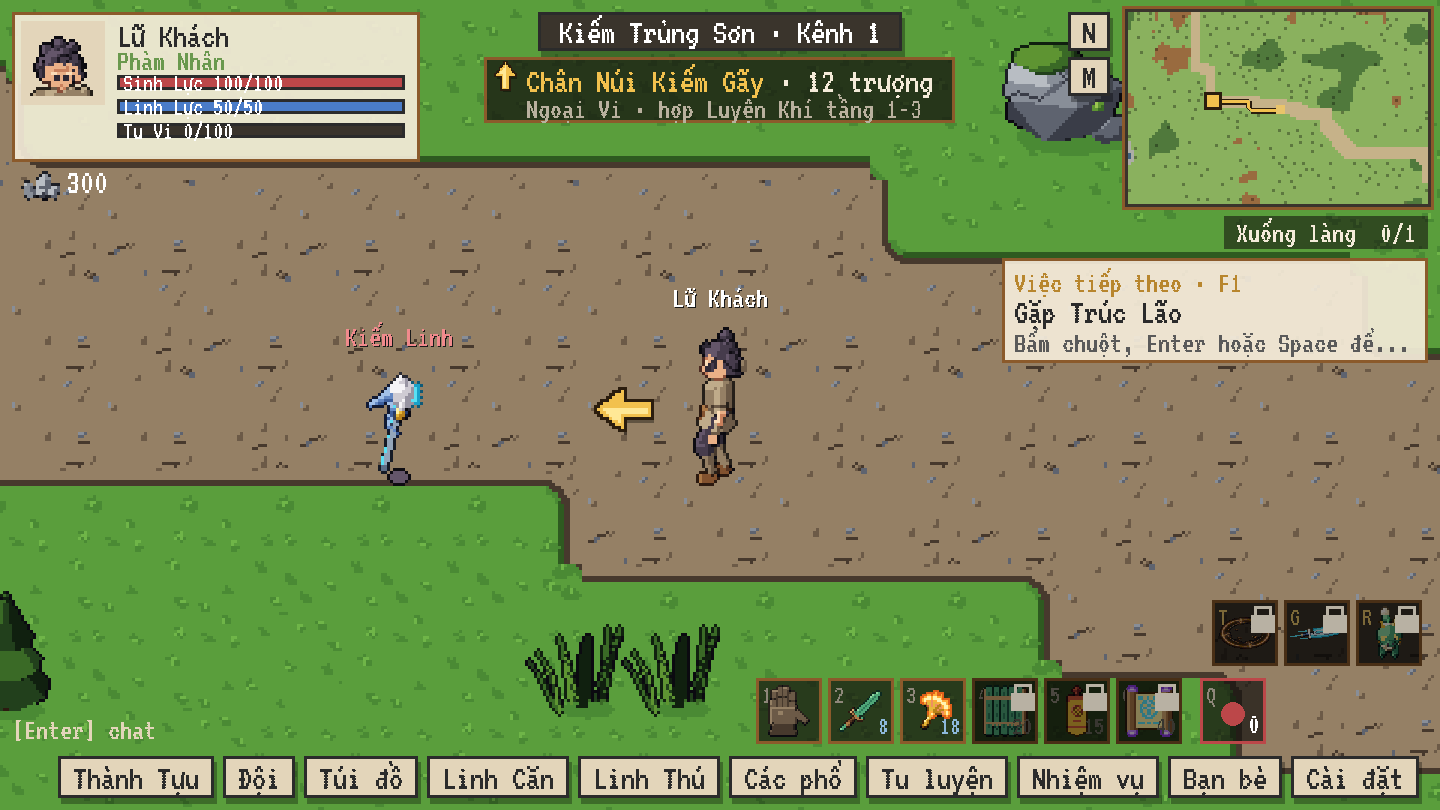 Lữ Khách
Phàm Nhân
Sinh Lực 100/100
Linh Lực 50/50
Tu Vi 0/100
300
Kiếm Trủng Sơn · Kênh 1
Chân Núi Kiếm Gãy · 12 trượng
Ngoại Vi · hợp Luyện Khí tầng 1-3
N
M
Xuống làng 0/1
Việc tiếp theo · F1
Gặp Trúc Lão
Bấm chuột, Enter hoặc Space để...
Lữ Khách
Kiếm Linh
T G R
1 2 8 3 18 5 15 Q 0
[Enter] chat
Thành Tựu Đội Túi đồ Linh Căn Linh Thú Các phổ Tu luyện Nhiệm vụ Bạn bè Cài đặt